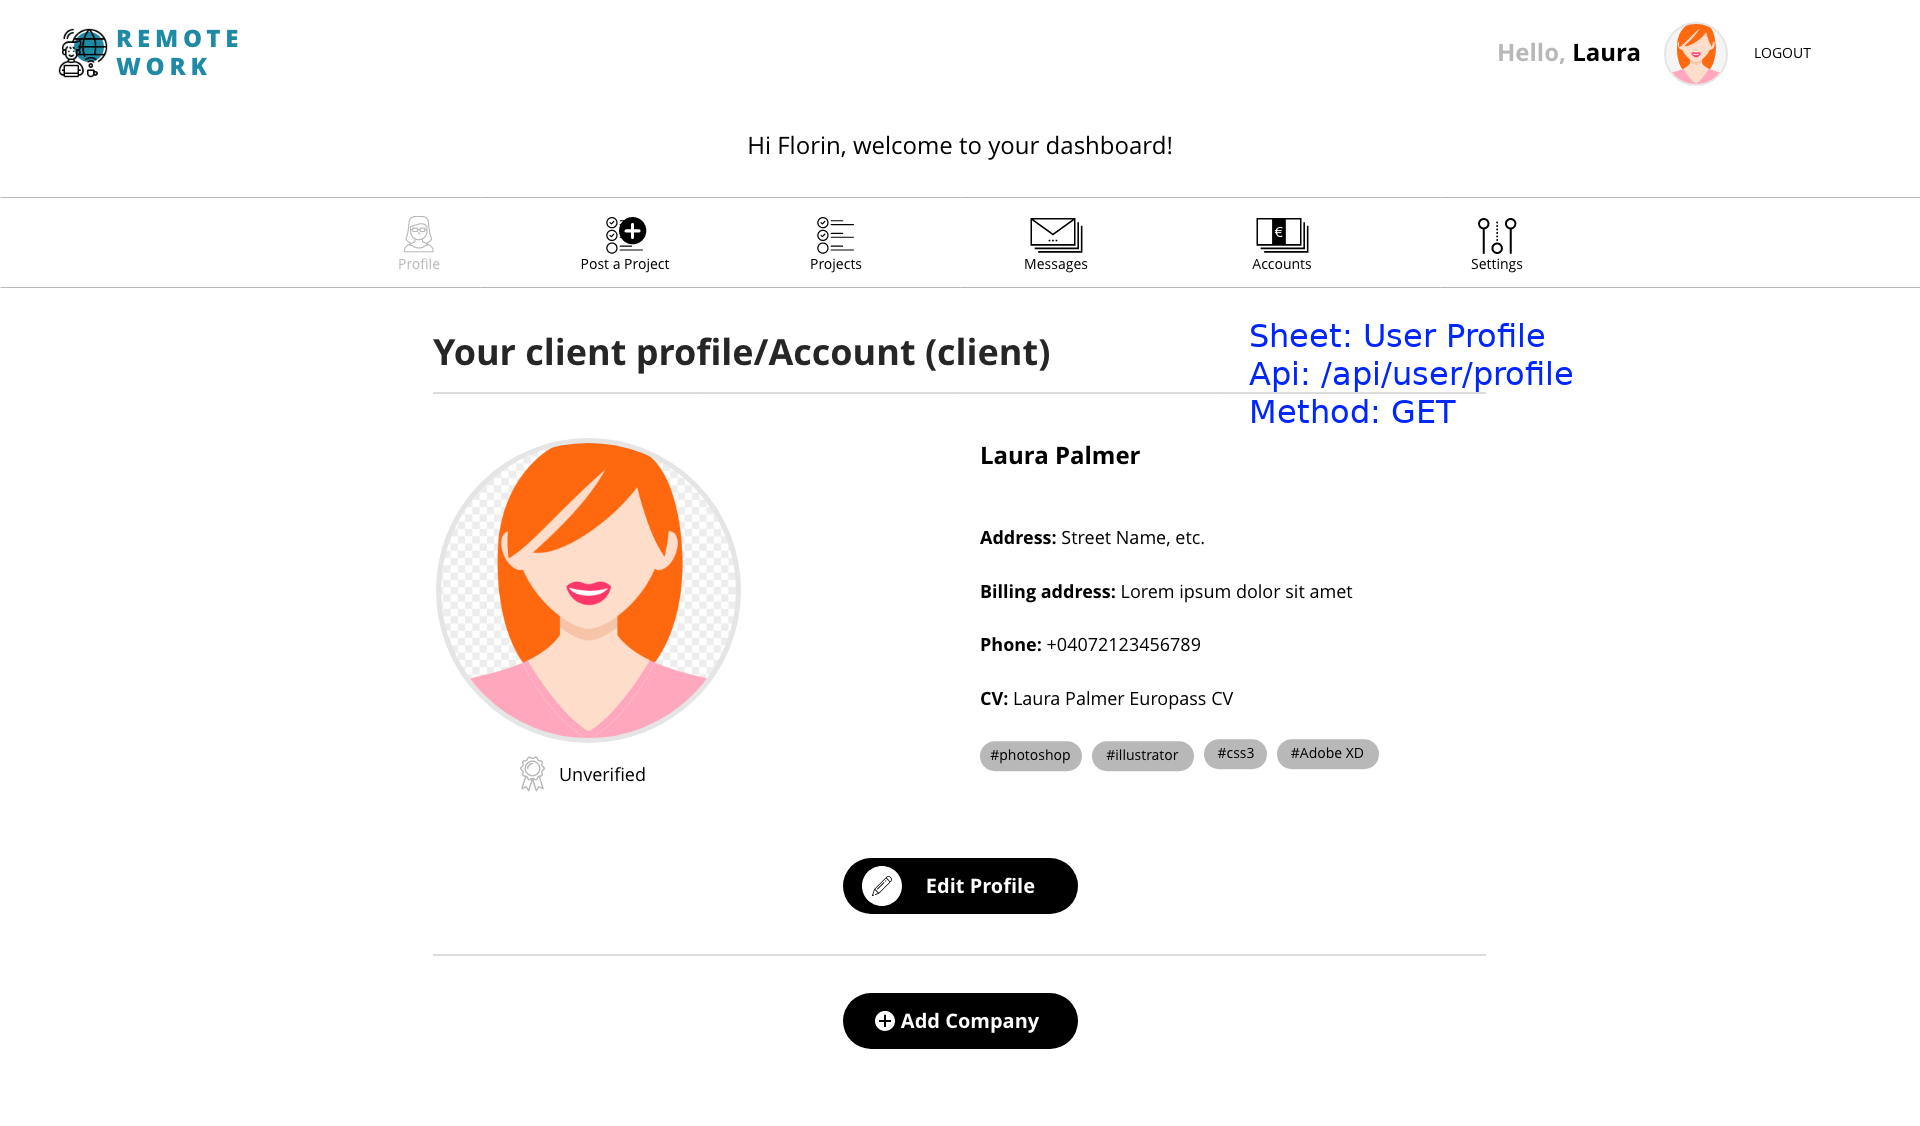 REMOTE
WORK
Hello, Laura
LOGOUT
Hi Florin, welcome to your dashboard!
Profile
Post a Project
Projects
Messages
€
Accounts
Settings
Your client profile/Account (client)
Sheet: User Profile
Api: /api/user/profile
Method: GET
Laura Palmer
Address: Street Name, etc.
Billing address: Lorem ipsum dolor sit amet
Phone: +04072123456789
CV: Laura Palmer Europass CV
#photoshop #illustrator #css3 #Adobe XD
Unverified
Edit Profile
Add Company